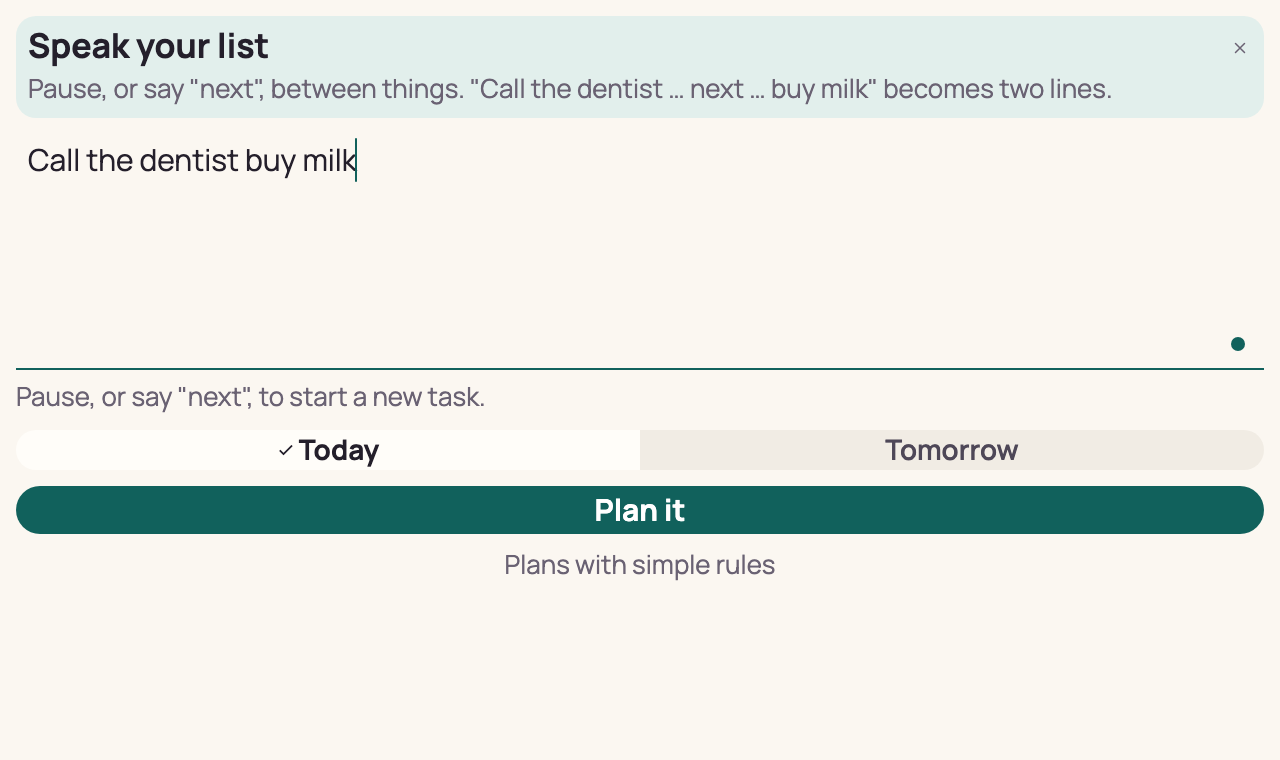 Speak your list
Pause, or say "next", between things. "Call the dentist … next … buy milk" becomes two lines.
Call the dentist buy milk
Pause, or say "next", to start a new task.
Today
Tomorrow
Plan it
Plans with simple rules